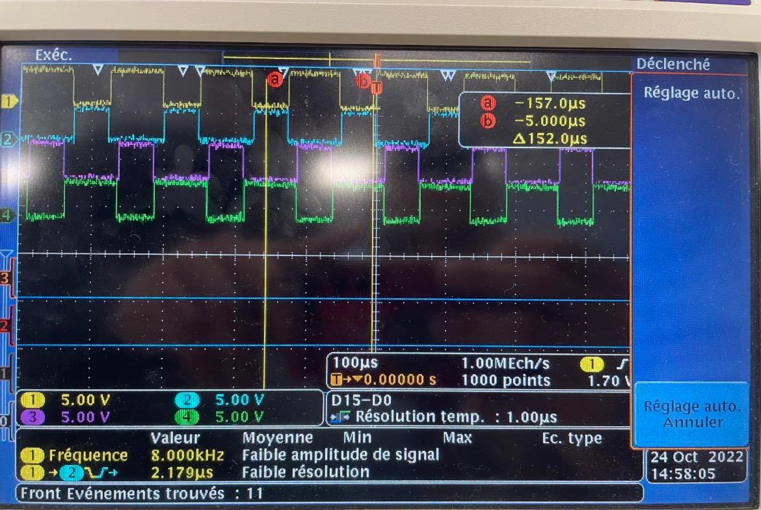 Exéc.
Déclenché
Réglage auto.
a -157.0µs
b -5.000µs
Δ152.0µs
a
b
T
1
2
4
3
2
1
0
100µs 1.00MEch/s 1
T→▼0.00000 s 1000 points 1.70 V
1 5.00 V 2 5.00 V
3 5.00 V 4 5.00 V
D15-D0
Résolution temp. : 1.00µs
Réglage auto.
Annuler
Valeur Moyenne Min Max Ec. type
1 Fréquence 8.000kHz Faible amplitude de signal
1 → 2 2.179µs Faible résolution
24 Oct 2022
14:58:05
Front Evénements trouvés : 11